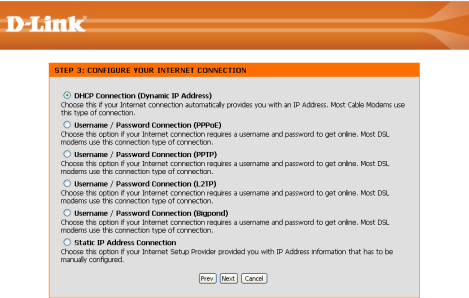 D-Link
STEP 3: CONFIGURE YOUR INTERNET CONNECTION
DHCP Connection (Dynamic IP Address)
Choose this if your Internet connection automatically provides you with an IP Address. Most Cable Modems use
this type of connection.
Username / Password Connection (PPPoE)
Choose this option if your Internet connection requires a username and password to get online. Most DSL
modems use this connection type of connection.
Username / Password Connection (PPTP)
Choose this option if your Internet connection requires a username and password to get online. Most DSL
modems use this connection type of connection.
Username / Password Connection (L2TP)
Choose this option if your Internet connection requires a username and password to get online. Most DSL
modems use this connection type of connection.
Username / Password Connection (Bigpond)
Choose this option if your Internet connection requires a username and password to get online. Most DSL
modems use this connection type of connection.
Static IP Address Connection
Choose this option if your Internet Setup Provider provided you with IP Address information that has to be
manually configured.
Prev Next Cancel